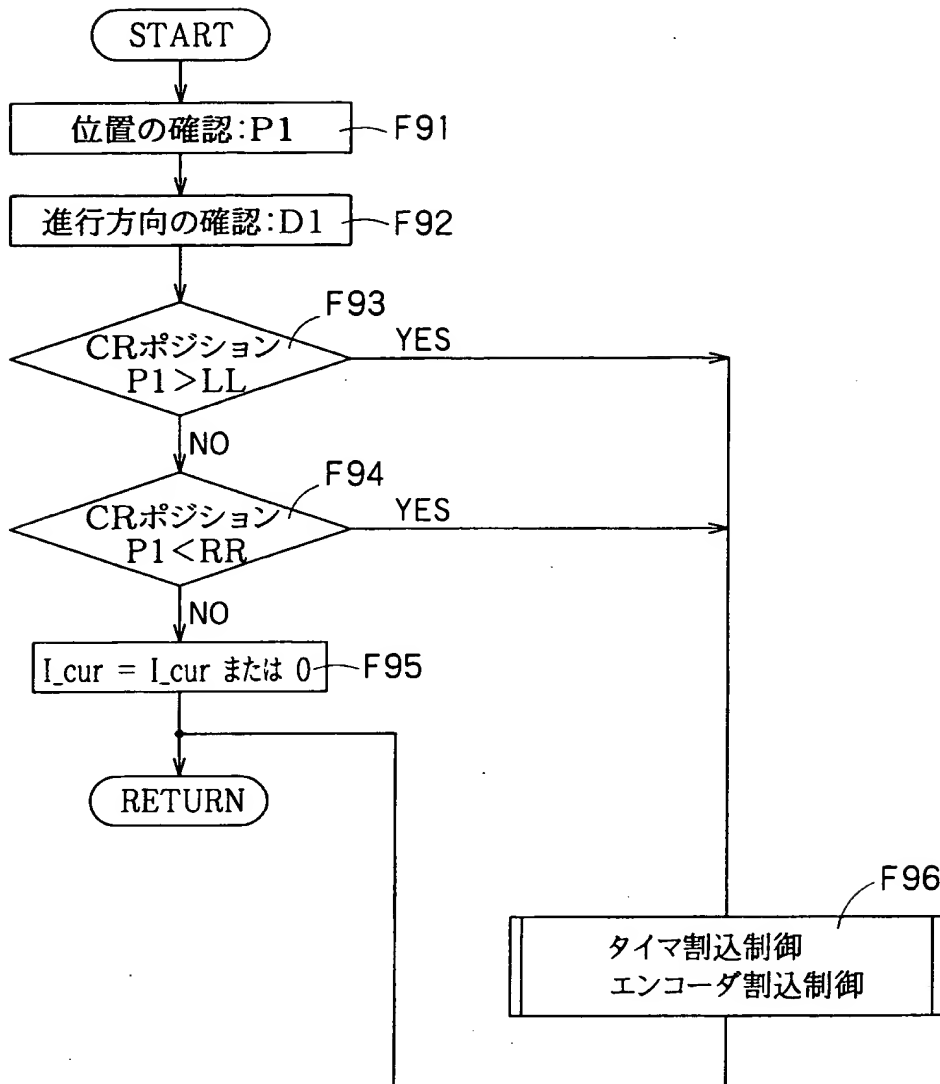 START
位置の確認:P1
F91
進行方向の確認:D1
F92
F93
CRポジション
P1>LL
YES
NO
F94
CRポジション
P1<RR
YES
NO
I_cur = I_cur または 0
F95
RETURN
F96
タイマ割込制御
エンコーダ割込制御